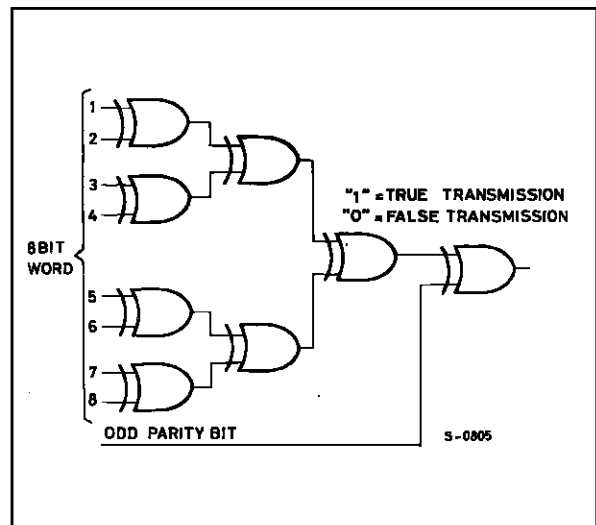 1
2
3
4
"1" = TRUE TRANSMISSION
"0" = FALSE TRANSMISSION
8BIT
WORD
5
6
7
8
ODD PARITY BIT
S-0805